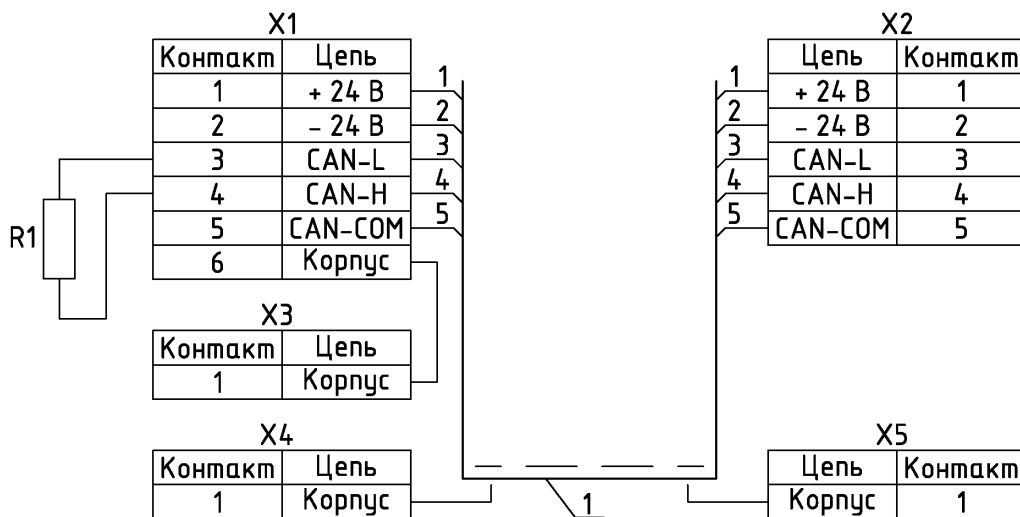 X1
Контакт Цепь
1 + 24 В 1
2 - 24 В 2
3 CAN-L 3
4 CAN-H 4
5 CAN-COM 5
6 Корпус
R1
X2
Цепь Контакт
1 + 24 В 1
2 - 24 В 2
3 CAN-L 3
4 CAN-H 4
5 CAN-COM 5
X3
Контакт Цепь
1 Корпус
X4
Контакт Цепь
1 Корпус
1
X5
Цепь Контакт
Корпус 1